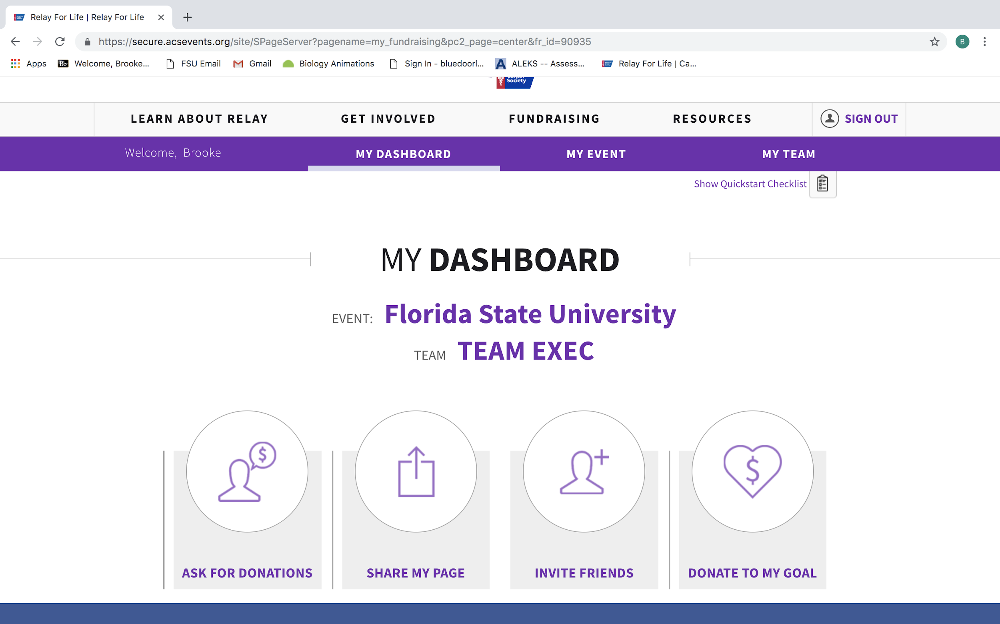 Relay For Life | Relay For Life
https://secure.acsevents.org/site/SPageServer?pagename=my_fundraising&pc2_page=center&fr_id=90935
B
Apps Bb Welcome, Brooke... FSU Email Gmail Biology Animations Sign In - bluedoorl... A ALEKS -- Assess... Relay For Life | Ca...
Society
LEARN ABOUT RELAY GET INVOLVED FUNDRAISING RESOURCES SIGN OUT
Welcome, Brooke MY DASHBOARD MY EVENT MY TEAM
Show Quickstart Checklist
MY DASHBOARD
EVENT: Florida State University
TEAM TEAM EXEC
$ $
ASK FOR DONATIONS SHARE MY PAGE INVITE FRIENDS DONATE TO MY GOAL